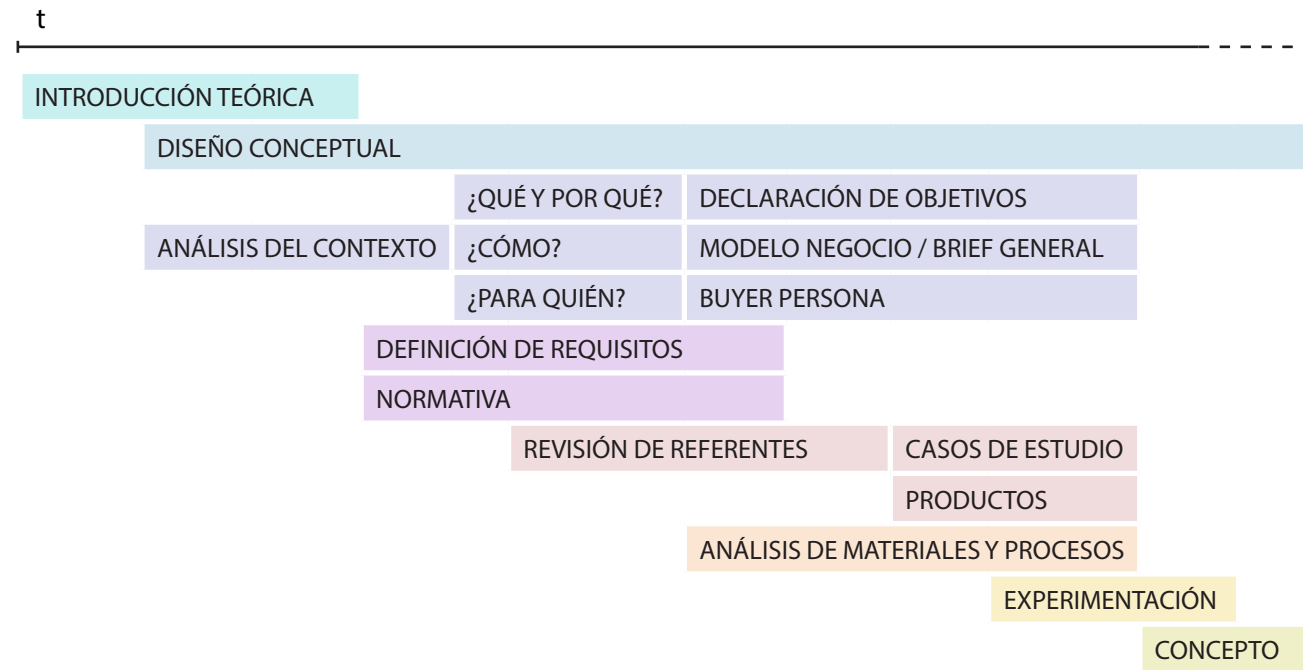 t
INTRODUCCIÓN TEÓRICA
DISEÑO CONCEPTUAL
¿QUÉ Y POR QUÉ? DECLARACIÓN DE OBJETIVOS
ANÁLISIS DEL CONTEXTO ¿CÓMO? MODELO NEGOCIO / BRIEF GENERAL
¿PARA QUIÉN? BUYER PERSONA
DEFINICIÓN DE REQUISITOS
NORMATIVA
REVISIÓN DE REFERENTES CASOS DE ESTUDIO
PRODUCTOS
ANÁLISIS DE MATERIALES Y PROCESOS
EXPERIMENTACIÓN
CONCEPTO